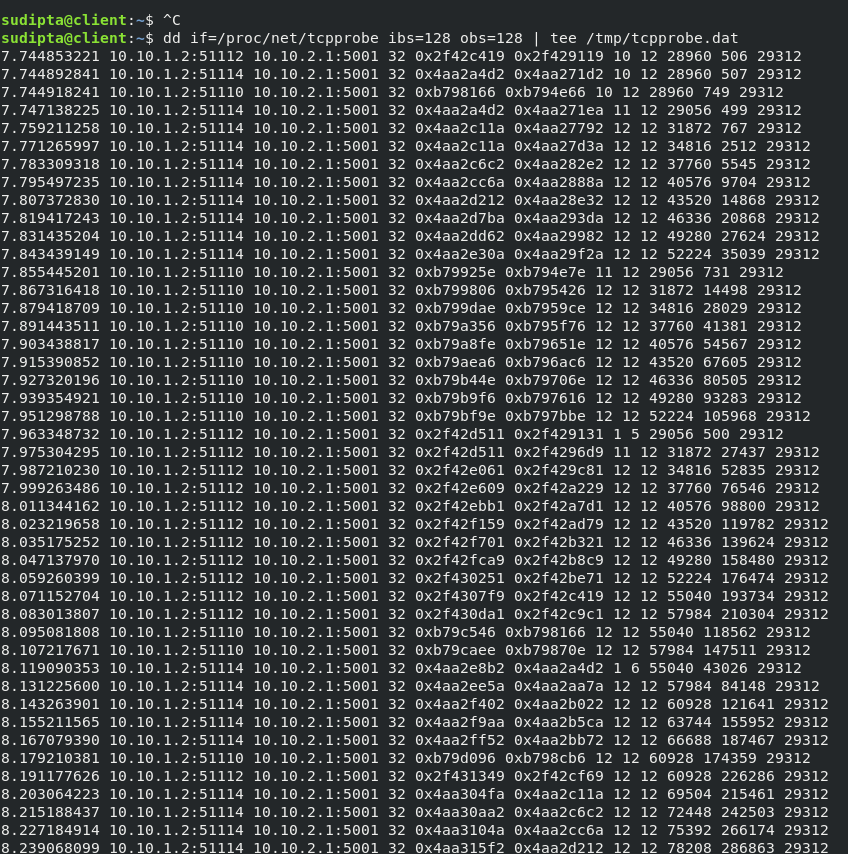 sudipta@client:~$ ^C
sudipta@client:~$ dd if=/proc/net/tcpprobe ibs=128 obs=128 | tee /tmp/tcpprobe.dat
7.744853221 10.10.1.2:51112 10.10.2.1:5001 32 0x2f42c419 0x2f429119 10 12 28960 506 29312
7.744892841 10.10.1.2:51114 10.10.2.1:5001 32 0x4aa2a4d2 0x4aa271d2 10 12 28960 507 29312
7.744918241 10.10.1.2:51110 10.10.2.1:5001 32 0xb798166 0xb794e66 10 12 28960 749 29312
7.747138225 10.10.1.2:51114 10.10.2.1:5001 32 0x4aa2a4d2 0x4aa271ea 11 12 29056 499 29312
7.759211258 10.10.1.2:51114 10.10.2.1:5001 32 0x4aa2c11a 0x4aa27792 12 12 31872 767 29312
7.771265997 10.10.1.2:51114 10.10.2.1:5001 32 0x4aa2c11a 0x4aa27d3a 12 12 34816 2512 29312
7.783309318 10.10.1.2:51114 10.10.2.1:5001 32 0x4aa2c6c2 0x4aa282e2 12 12 37760 5545 29312
7.795497235 10.10.1.2:51114 10.10.2.1:5001 32 0x4aa2cc6a 0x4aa2888a 12 12 40576 9704 29312
7.807372830 10.10.1.2:51114 10.10.2.1:5001 32 0x4aa2d212 0x4aa28e32 12 12 43520 14868 29312
7.819417243 10.10.1.2:51114 10.10.2.1:5001 32 0x4aa2d7ba 0x4aa293da 12 12 46336 20868 29312
7.831435204 10.10.1.2:51114 10.10.2.1:5001 32 0x4aa2dd62 0x4aa29982 12 12 49280 27624 29312
7.843439149 10.10.1.2:51114 10.10.2.1:5001 32 0x4aa2e30a 0x4aa29f2a 12 12 52224 35039 29312
7.855445201 10.10.1.2:51110 10.10.2.1:5001 32 0xb79925e 0xb794e7e 11 12 29056 731 29312
7.867316418 10.10.1.2:51110 10.10.2.1:5001 32 0xb799806 0xb795426 12 12 31872 14498 29312
7.879418709 10.10.1.2:51110 10.10.2.1:5001 32 0xb799dae 0xb7959ce 12 12 34816 28029 29312
7.891443511 10.10.1.2:51110 10.10.2.1:5001 32 0xb79a356 0xb795f76 12 12 37760 41381 29312
7.903438817 10.10.1.2:51110 10.10.2.1:5001 32 0xb79a8fe 0xb79651e 12 12 40576 54567 29312
7.915390852 10.10.1.2:51110 10.10.2.1:5001 32 0xb79aea6 0xb796ac6 12 12 43520 67605 29312
7.927320196 10.10.1.2:51110 10.10.2.1:5001 32 0xb79b44e 0xb79706e 12 12 46336 80505 29312
7.939354921 10.10.1.2:51110 10.10.2.1:5001 32 0xb79b9f6 0xb797616 12 12 49280 93283 29312
7.951298788 10.10.1.2:51110 10.10.2.1:5001 32 0xb79bf9e 0xb797bbe 12 12 52224 105968 29312
7.963348732 10.10.1.2:51112 10.10.2.1:5001 32 0x2f42d511 0x2f429131 1 5 29056 500 29312
7.975304295 10.10.1.2:51112 10.10.2.1:5001 32 0x2f42d511 0x2f4296d9 11 12 31872 27437 29312
7.987210230 10.10.1.2:51112 10.10.2.1:5001 32 0x2f42e061 0x2f429c81 12 12 34816 52835 29312
7.999263486 10.10.1.2:51112 10.10.2.1:5001 32 0x2f42e609 0x2f42a229 12 12 37760 76546 29312
8.011344162 10.10.1.2:51112 10.10.2.1:5001 32 0x2f42ebb1 0x2f42a7d1 12 12 40576 98800 29312
8.023219658 10.10.1.2:51112 10.10.2.1:5001 32 0x2f42f159 0x2f42ad79 12 12 43520 119782 29312
8.035175252 10.10.1.2:51112 10.10.2.1:5001 32 0x2f42f701 0x2f42b321 12 12 46336 139624 29312
8.047137970 10.10.1.2:51112 10.10.2.1:5001 32 0x2f42fca9 0x2f42b8c9 12 12 49280 158480 29312
8.059260399 10.10.1.2:51112 10.10.2.1:5001 32 0x2f430251 0x2f42be71 12 12 52224 176474 29312
8.071152704 10.10.1.2:51112 10.10.2.1:5001 32 0x2f4307f9 0x2f42c419 12 12 55040 193734 29312
8.083013807 10.10.1.2:51112 10.10.2.1:5001 32 0x2f430da1 0x2f42c9c1 12 12 57984 210304 29312
8.095081808 10.10.1.2:51110 10.10.2.1:5001 32 0xb79c546 0xb798166 12 12 55040 118562 29312
8.107217671 10.10.1.2:51110 10.10.2.1:5001 32 0xb79caee 0xb79870e 12 12 57984 147511 29312
8.119090353 10.10.1.2:51114 10.10.2.1:5001 32 0x4aa2e8b2 0x4aa2a4d2 1 6 55040 43026 29312
8.131225600 10.10.1.2:51114 10.10.2.1:5001 32 0x4aa2ee5a 0x4aa2aa7a 12 12 57984 84148 29312
8.143263901 10.10.1.2:51114 10.10.2.1:5001 32 0x4aa2f402 0x4aa2b022 12 12 60928 121641 29312
8.155211565 10.10.1.2:51114 10.10.2.1:5001 32 0x4aa2f9aa 0x4aa2b5ca 12 12 63744 155952 29312
8.167079390 10.10.1.2:51114 10.10.2.1:5001 32 0x4aa2ff52 0x4aa2bb72 12 12 66688 187467 29312
8.179210381 10.10.1.2:51110 10.10.2.1:5001 32 0xb79d096 0xb798cb6 12 12 60928 174359 29312
8.191177626 10.10.1.2:51112 10.10.2.1:5001 32 0x2f431349 0x2f42cf69 12 12 60928 226286 29312
8.203064223 10.10.1.2:51114 10.10.2.1:5001 32 0x4aa304fa 0x4aa2c11a 12 12 69504 215461 29312
8.215188437 10.10.1.2:51114 10.10.2.1:5001 32 0x4aa30aa2 0x4aa2c6c2 12 12 72448 242503 29312
8.227184914 10.10.1.2:51114 10.10.2.1:5001 32 0x4aa3104a 0x4aa2cc6a 12 12 75392 266174 29312
8.239068099 10.10.1.2:51114 10.10.2.1:5001 32 0x4aa315f2 0x4aa2d212 12 12 78208 286863 29312